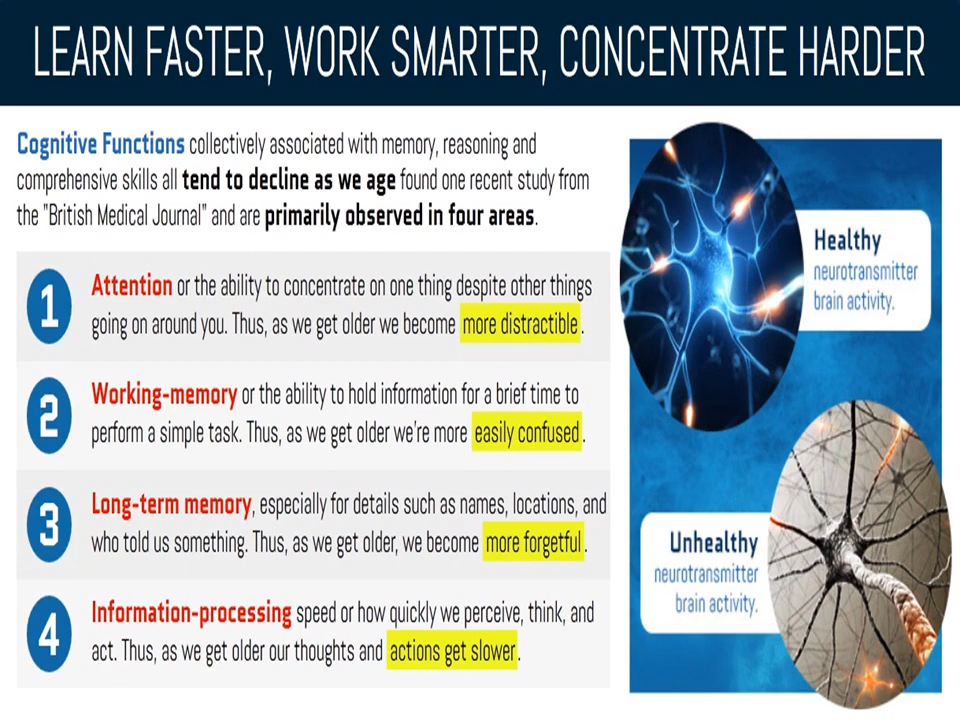 LEARN FASTER, WORK SMARTER, CONCENTRATE HARDER
Cognitive Functions collectively associated with memory, reasoning and
comprehensive skills all tend to decline as we age found one recent study from
the "British Medical Journal" and are primarily observed in four areas.
1
Attention or the ability to concentrate on one thing despite other things
going on around you. Thus, as we get older we become more distractible.
2
Working-memory or the ability to hold information for a brief time to
perform a simple task. Thus, as we get older we're more easily confused.
3
Long-term memory, especially for details such as names, locations, and
who told us something. Thus, as we get older, we become more forgetful.
4
Information-processing speed or how quickly we perceive, think, and
act. Thus, as we get older our thoughts and actions get slower.
Healthy
neurotransmitter
brain activity.
Unhealthy
neurotransmitter
brain activity.